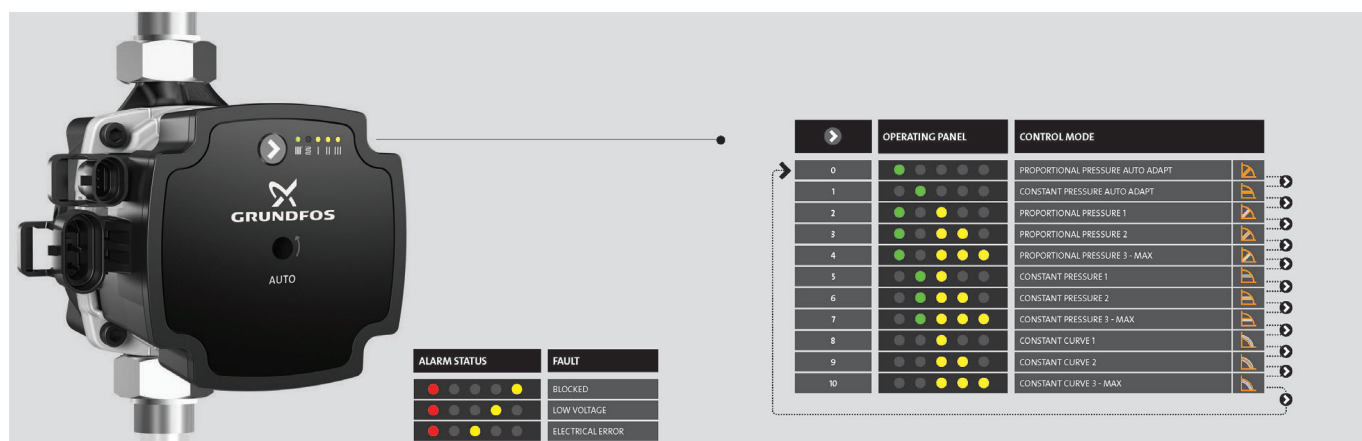 GRUNDFOS
AUTO
ALARM STATUS FAULT
BLOCKED
LOW VOLTAGE
ELECTRICAL ERROR
OPERATING PANEL CONTROL MODE
0 PROPORTIONAL PRESSURE AUTO ADAPT
1 CONSTANT PRESSURE AUTO ADAPT
2 PROPORTIONAL PRESSURE 1
3 PROPORTIONAL PRESSURE 2
4 PROPORTIONAL PRESSURE 3 - MAX
5 CONSTANT PRESSURE 1
6 CONSTANT PRESSURE 2
7 CONSTANT PRESSURE 3 - MAX
8 CONSTANT CURVE 1
9 CONSTANT CURVE 2
10 CONSTANT CURVE 3 - MAX